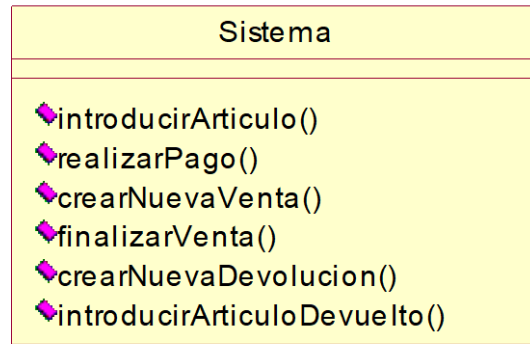 Sistema
introducirArticulo()
realizarPago()
crearNuevaVenta()
finalizarVenta()
crearNuevaDevolucion()
introducirArticuloDevuelto()